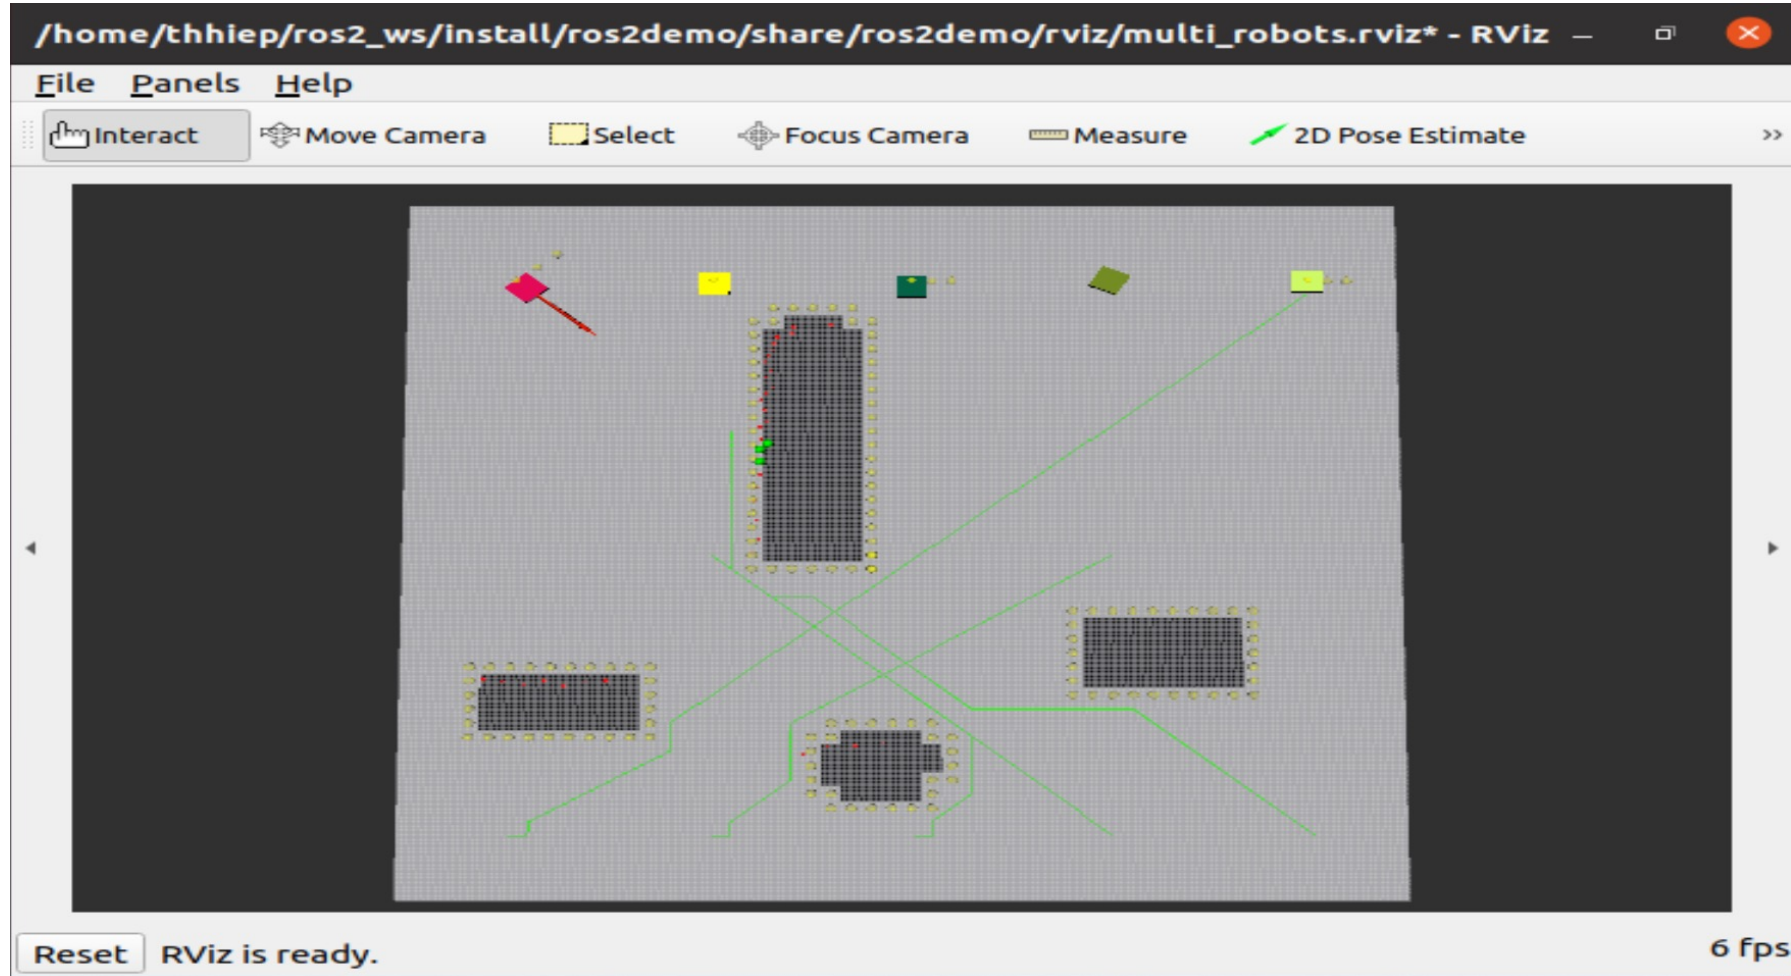 /home/thhiep/ros2_ws/install/ros2demo/share/ros2demo/rviz/multi_robots.rviz* - RViz
File Panels Help
Interact Move Camera Select Focus Camera Measure 2D Pose Estimate
Reset RViz is ready. 6 fps